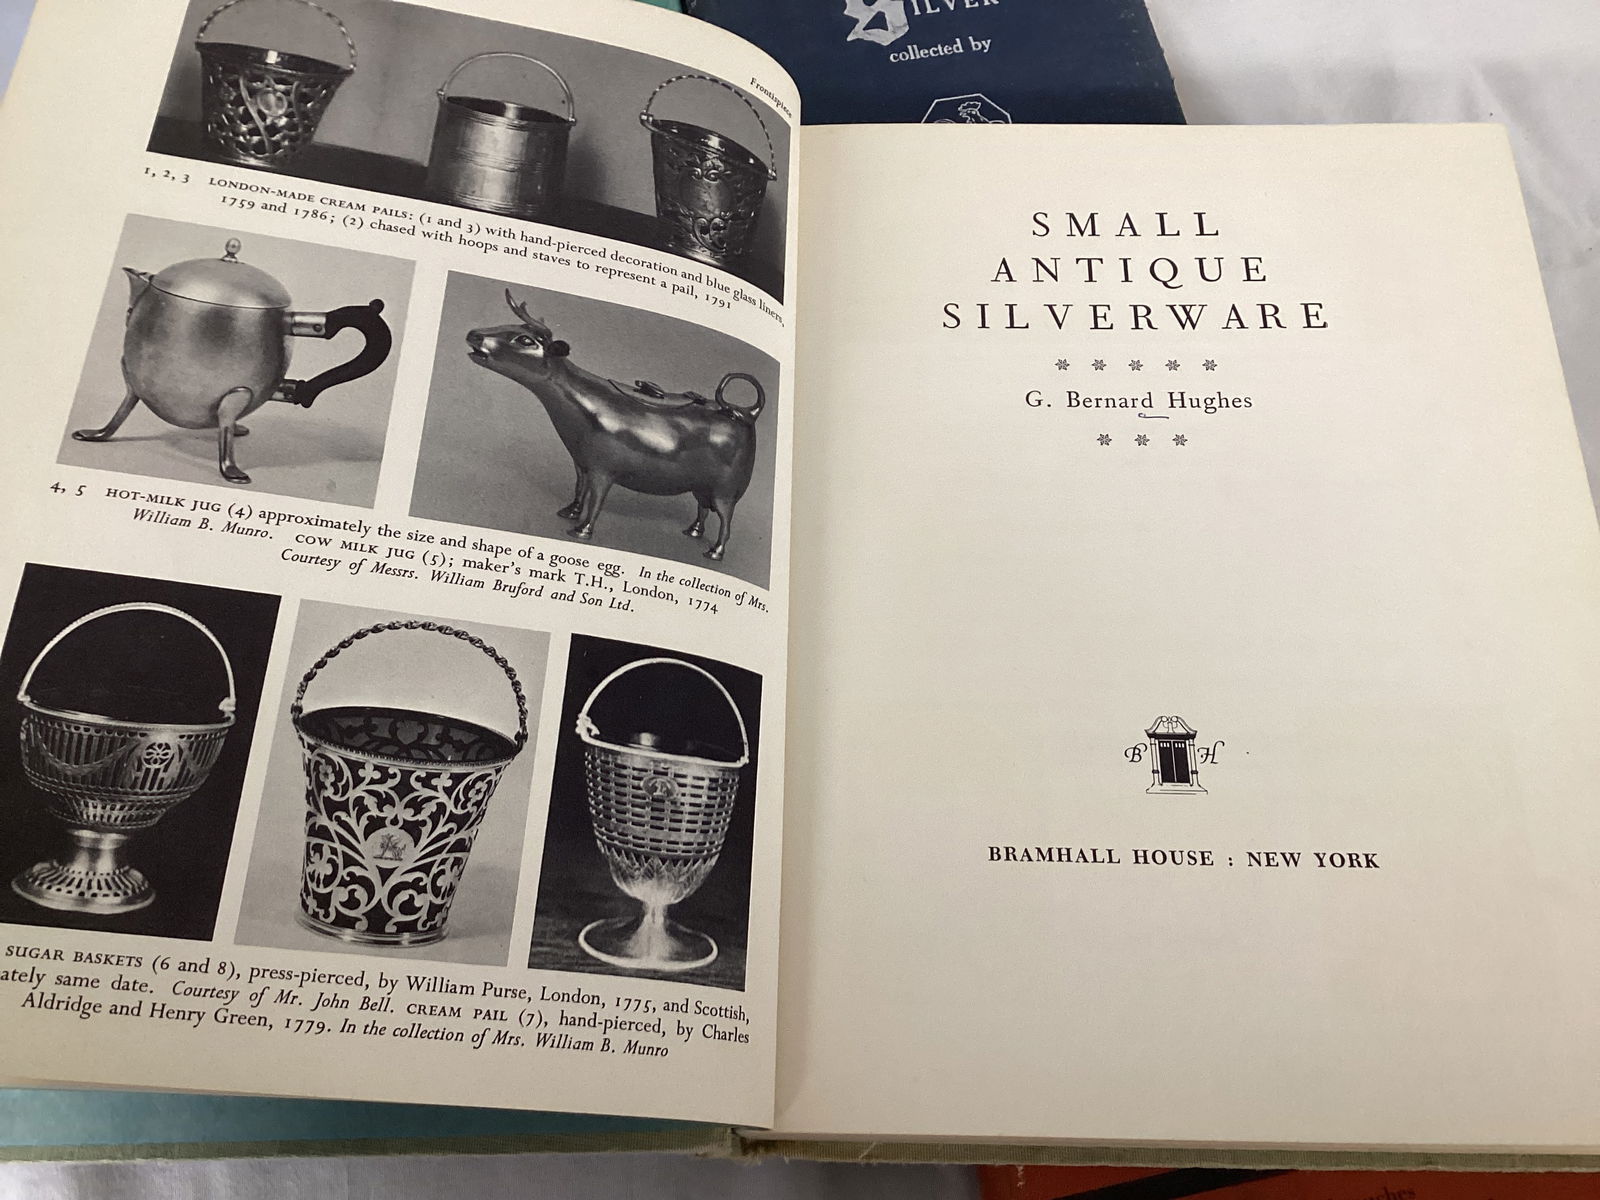 Frontispiece
1, 2, 3 LONDON-MADE CREAM PAILS: (1 and 3) with hand-pierced decoration and blue glass liners,
1759 and 1786; (2) chased with hoops and staves to represent a pail, 1791
4, 5 HOT-MILK JUG (4) approximately the size and shape of a goose egg. In the collection of Mrs.
William B. Munro. COW MILK JUG (5); maker's mark T.H., London, 1774
Courtesy of Messrs. William Bruford and Son Ltd.
SUGAR BASKETS (6 and 8), press-pierced, by William Purse, London, 1775, and Scottish,
ately same date. Courtesy of Mr. John Bell. CREAM PAIL (7), hand-pierced, by Charles
Aldridge and Henry Green, 1779. In the collection of Mrs. William B. Munro
SILVER
collected by
SMALL
ANTIQUE
SILVERWARE
G. Bernard Hughes
B H
BRAMHALL HOUSE : NEW YORK